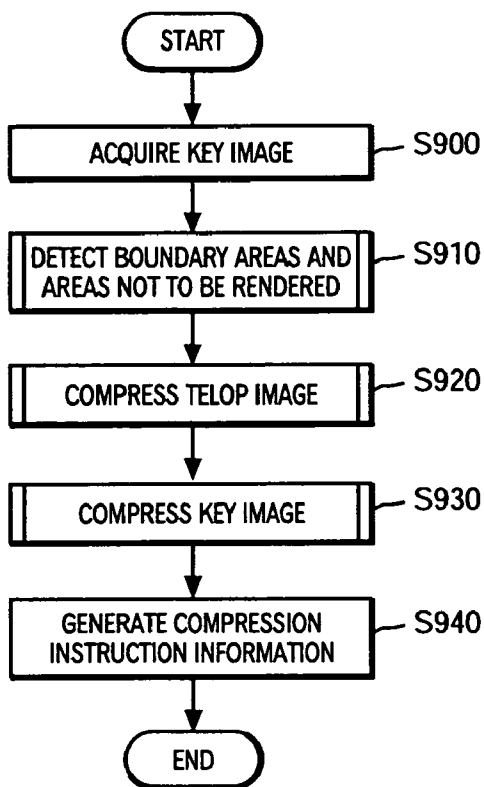 START
ACQUIRE KEY IMAGE
S900
DETECT BOUNDARY AREAS AND
AREAS NOT TO BE RENDERED
S910
COMPRESS TELOP IMAGE
S920
COMPRESS KEY IMAGE
S930
GENERATE COMPRESSION
INSTRUCTION INFORMATION
S940
END